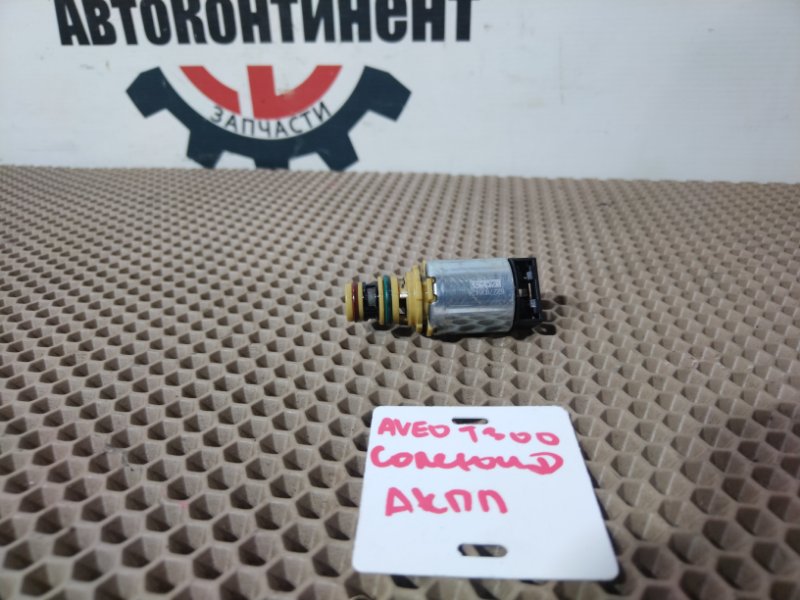 АВТОКОНТИНЕНТ
ЗАПЧАСТИ
AVEO T300
СОЛЕНОИД
АКПП